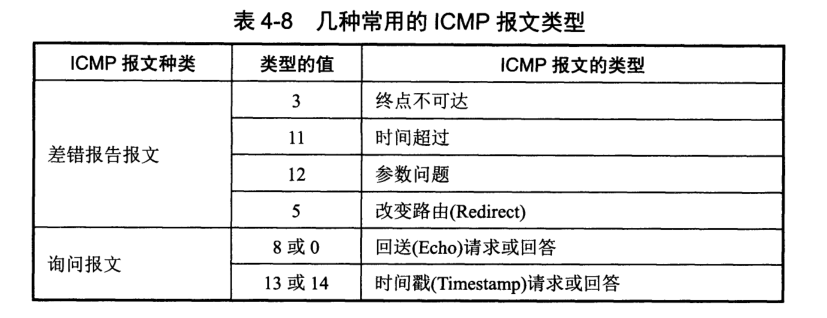 表 4-8 几种常用的 ICMP 报文类型
ICMP 报文种类 类型的值 ICMP 报文的类型
差错报告报文
3 终点不可达
11 时间超过
12 参数问题
5 改变路由(Redirect)
询问报文
8 或 0 回送(Echo)请求或回答
13 或 14 时间戳(Timestamp)请求或回答